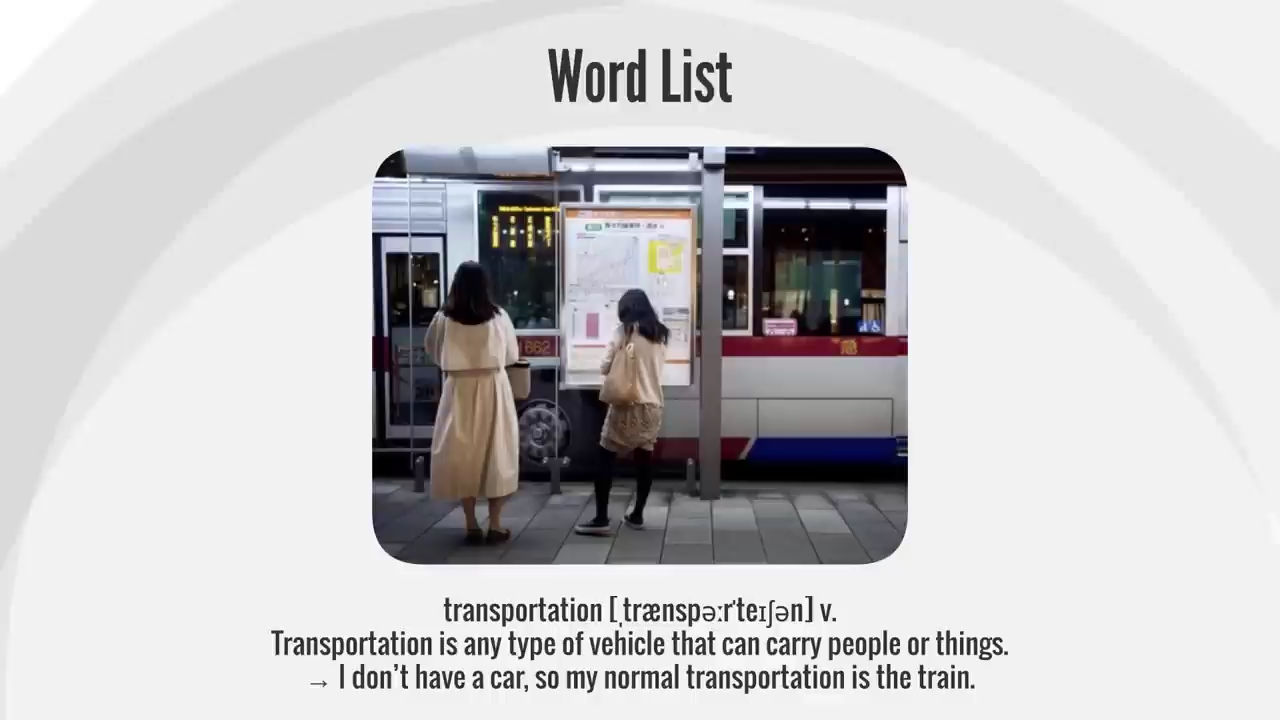 Word List
1662
transportation [ˌtrænspəːrˈteɪʃən] v.
Transportation is any type of vehicle that can carry people or things.
→ I don’t have a car, so my normal transportation is the train.